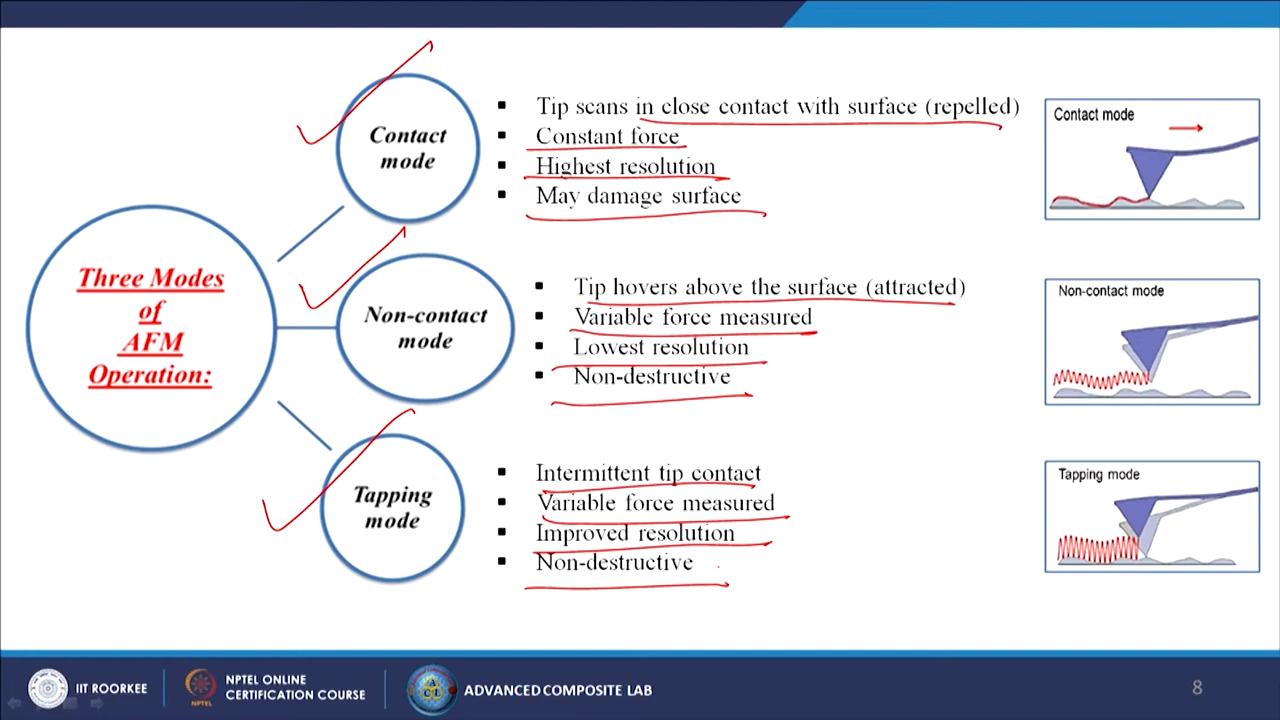 Three Modes
of
AFM
Operation:
Contact
mode
Tip scans in close contact with surface (repelled)
Constant force
Highest resolution
May damage surface
Contact mode
Non-contact
mode
Tip hovers above the surface (attracted)
Variable force measured
Lowest resolution
Non-destructive
Non-contact mode
Tapping
mode
Intermittent tip contact
Variable force measured
Improved resolution
Non-destructive
Tapping mode
IIT ROORKEE
NPTEL
NPTEL ONLINE
CERTIFICATION COURSE
ACL
ADVANCED COMPOSITE LAB
8